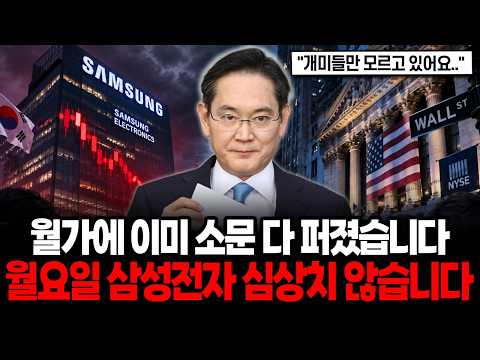 "개미들만 모르고 있어요.."
SAMSUNG
SAMSUNG
ELECTRONICS
WALL ST
NYSE
월가에 이미 소문 다 퍼졌습니다
월요일 삼성전자 심상치 않습니다